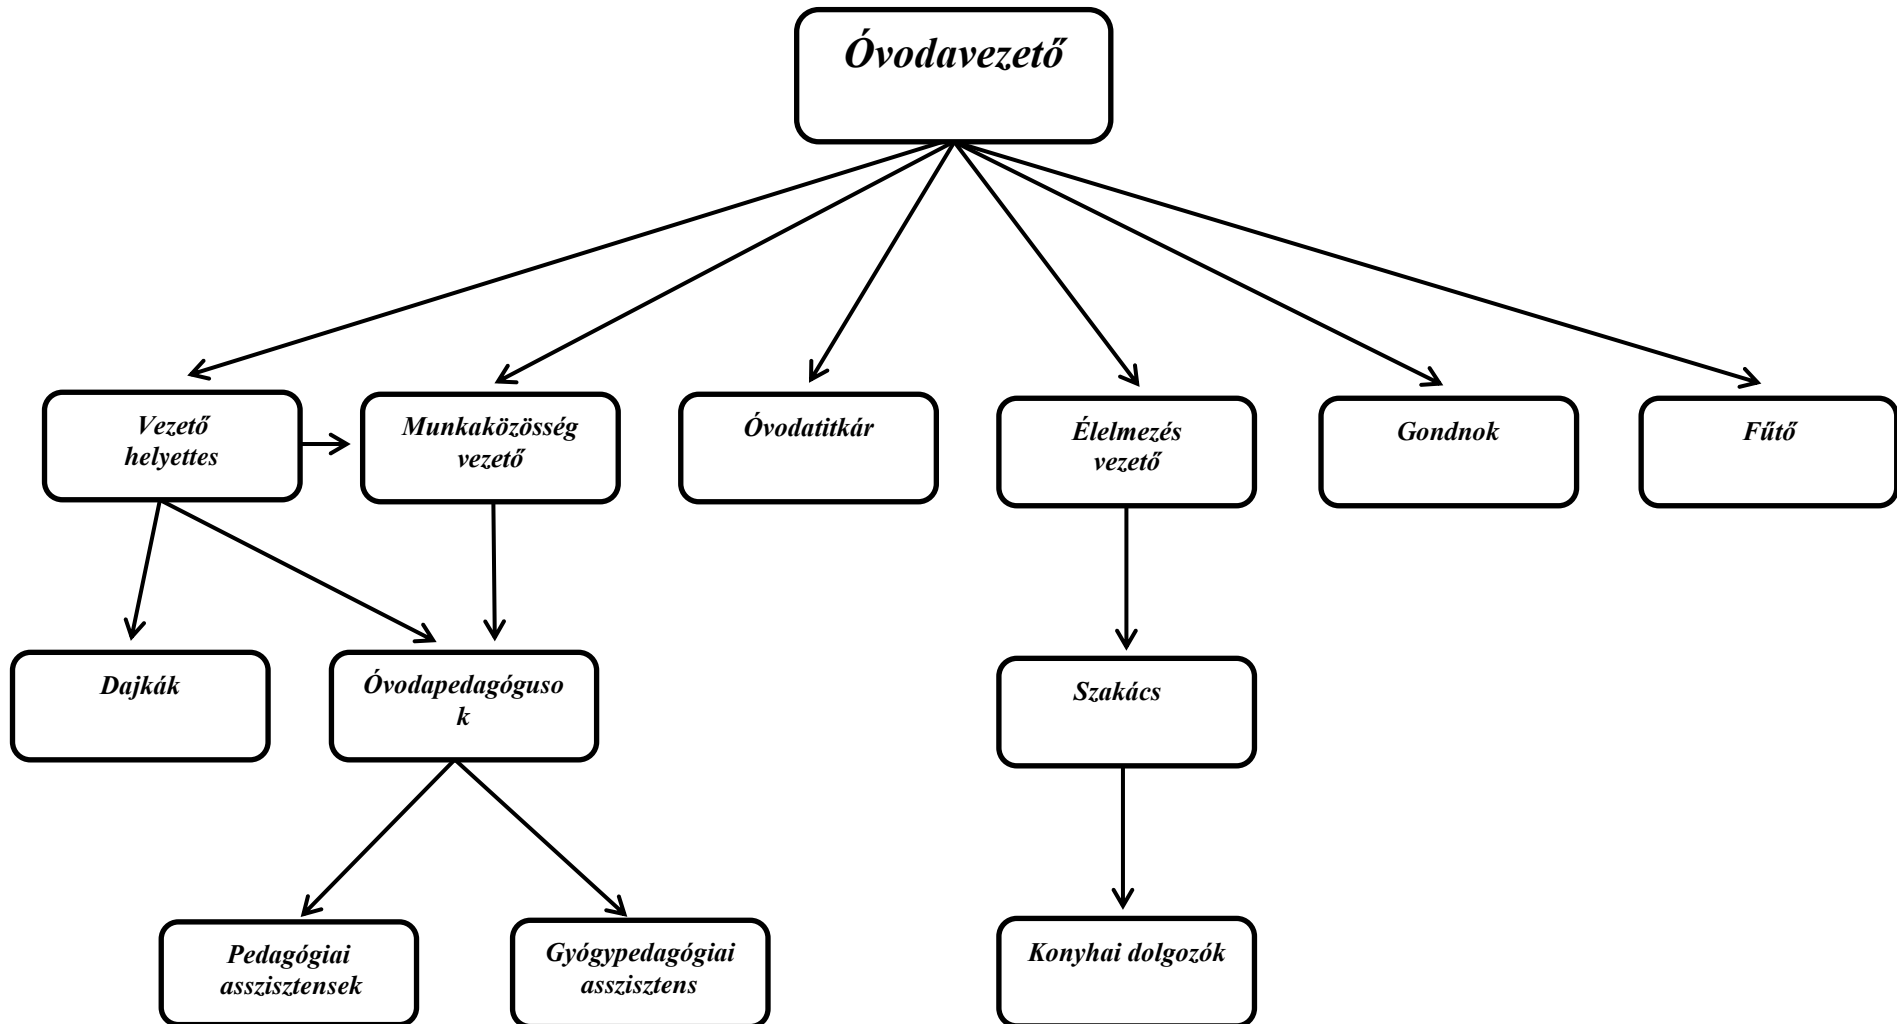 Óvodavezető
Vezető
helyettes
Munkaközösség
vezető
Óvodatitkár
Élelmezés
vezető
Gondnok
Fűtő
Dajkák
Óvodapedagóguso
k
Szakács
Pedagógiai
asszisztensek
Gyógypedagógiai
asszisztens
Konyhai dolgozók